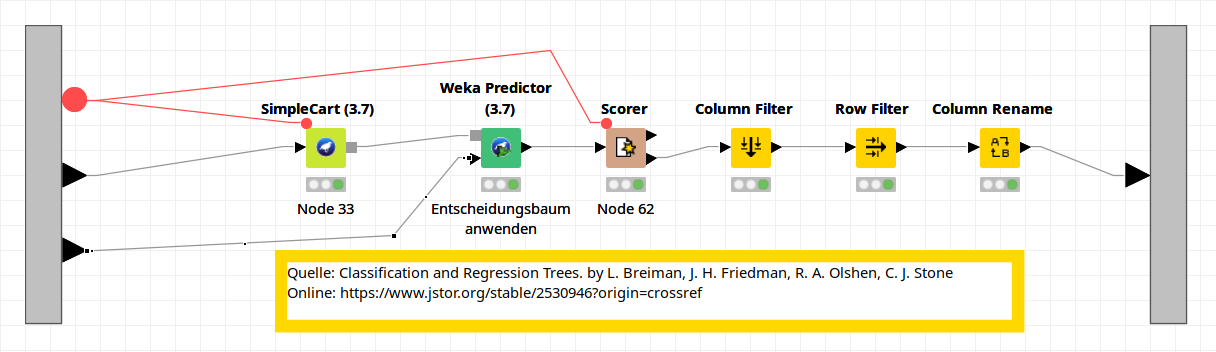 Weka Predictor
(3.7)
SimpleCart (3.7)
Scorer
Column Filter
Row Filter
Column Rename
A
B
Node 33
Entscheidungsbaum
anwenden
Node 62
Quelle: Classification and Regression Trees. by L. Breiman, J. H. Friedman, R. A. Olshen, C. J. Stone
Online: https://www.jstor.org/stable/2530946?origin=crossref